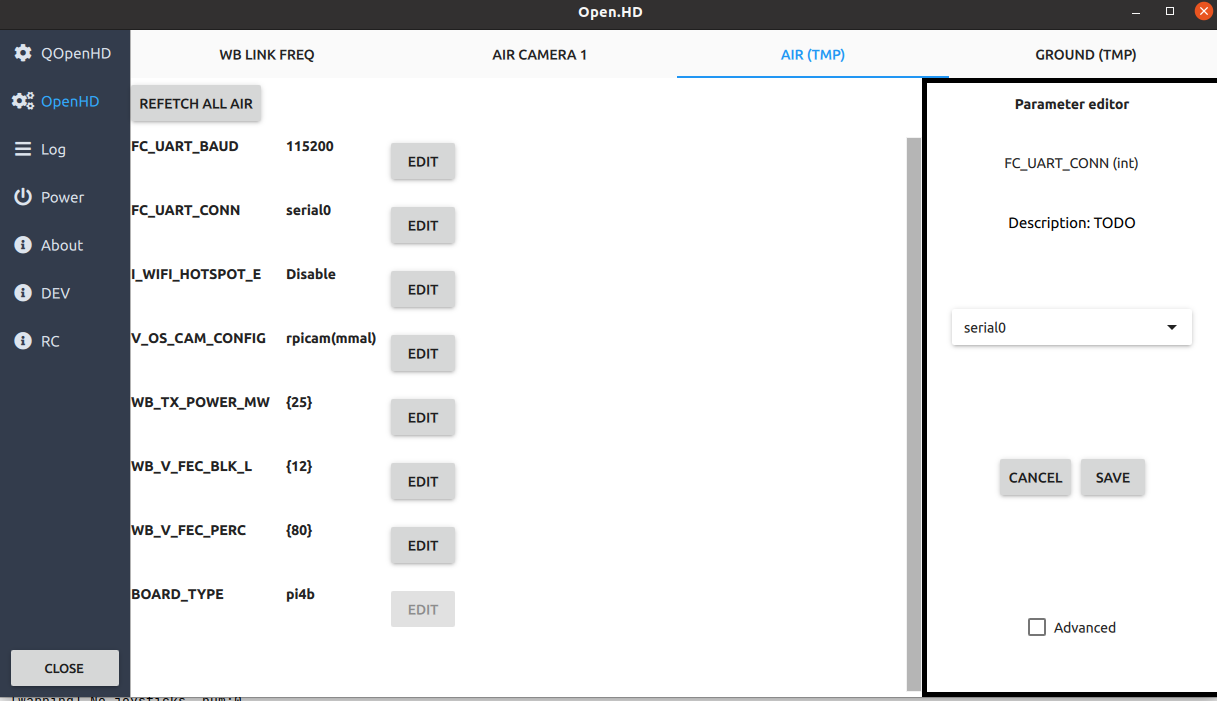 Open.HD
QOpenHD
OpenHD
Log
Power
About
DEV
RC
CLOSE
WB LINK FREQ
AIR CAMERA 1
AIR (TMP)
GROUND (TMP)
REFETCH ALL AIR
FC_UART_BAUD 115200 EDIT
FC_UART_CONN serial0 EDIT
I_WIFI_HOTSPOT_E Disable EDIT
V_OS_CAM_CONFIG rpicam(mmal) EDIT
WB_TX_POWER_MW {25} EDIT
WB_V_FEC_BLK_L {12} EDIT
WB_V_FEC_PERC {80} EDIT
BOARD_TYPE pi4b EDIT
Parameter editor
FC_UART_CONN (int)
Description: TODO
serial0
CANCEL SAVE
Advanced